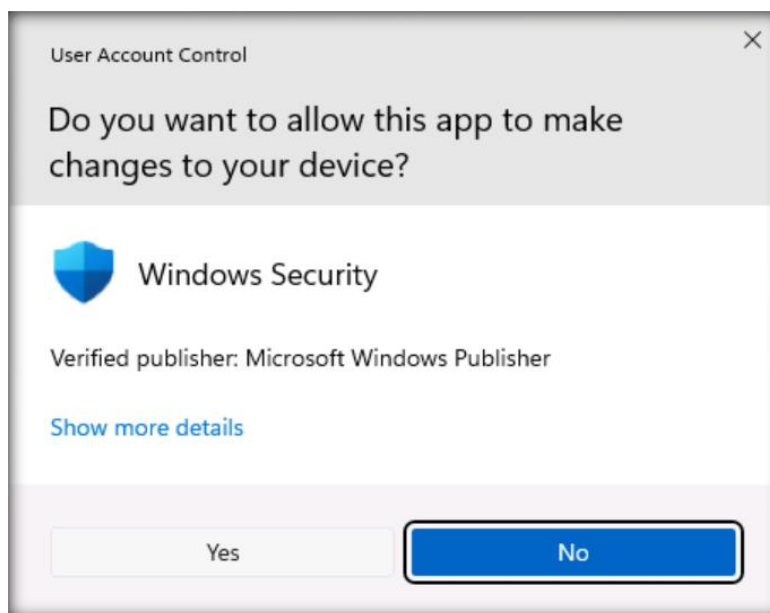 User Account Control
Do you want to allow this app to make
changes to your device?
Windows Security
Verified publisher: Microsoft Windows Publisher
Show more details
Yes
No